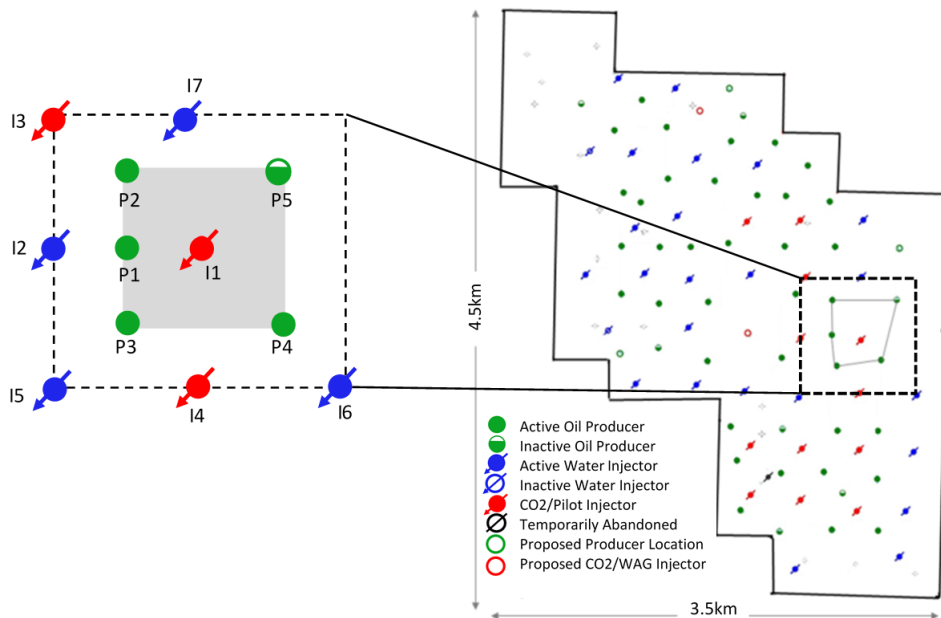 I7
I3
P2
P5
I2
I1
P1
P3
P4
I5
I4
I6
4.5km
Active Oil Producer
Inactive Oil Producer
Active Water Injector
Inactive Water Injector
CO2/Pilot Injector
Temporarily Abandoned
Proposed Producer Location
Proposed CO2/WAG Injector
3.5km